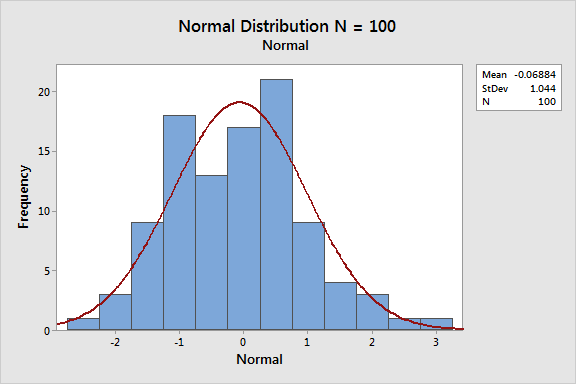 Normal Distribution N = 100
Normal
Mean -0.06884
StDev 1.044
N 100
Frequency
20
15
10
5
0
-2 -1 0 1 2 3
Normal